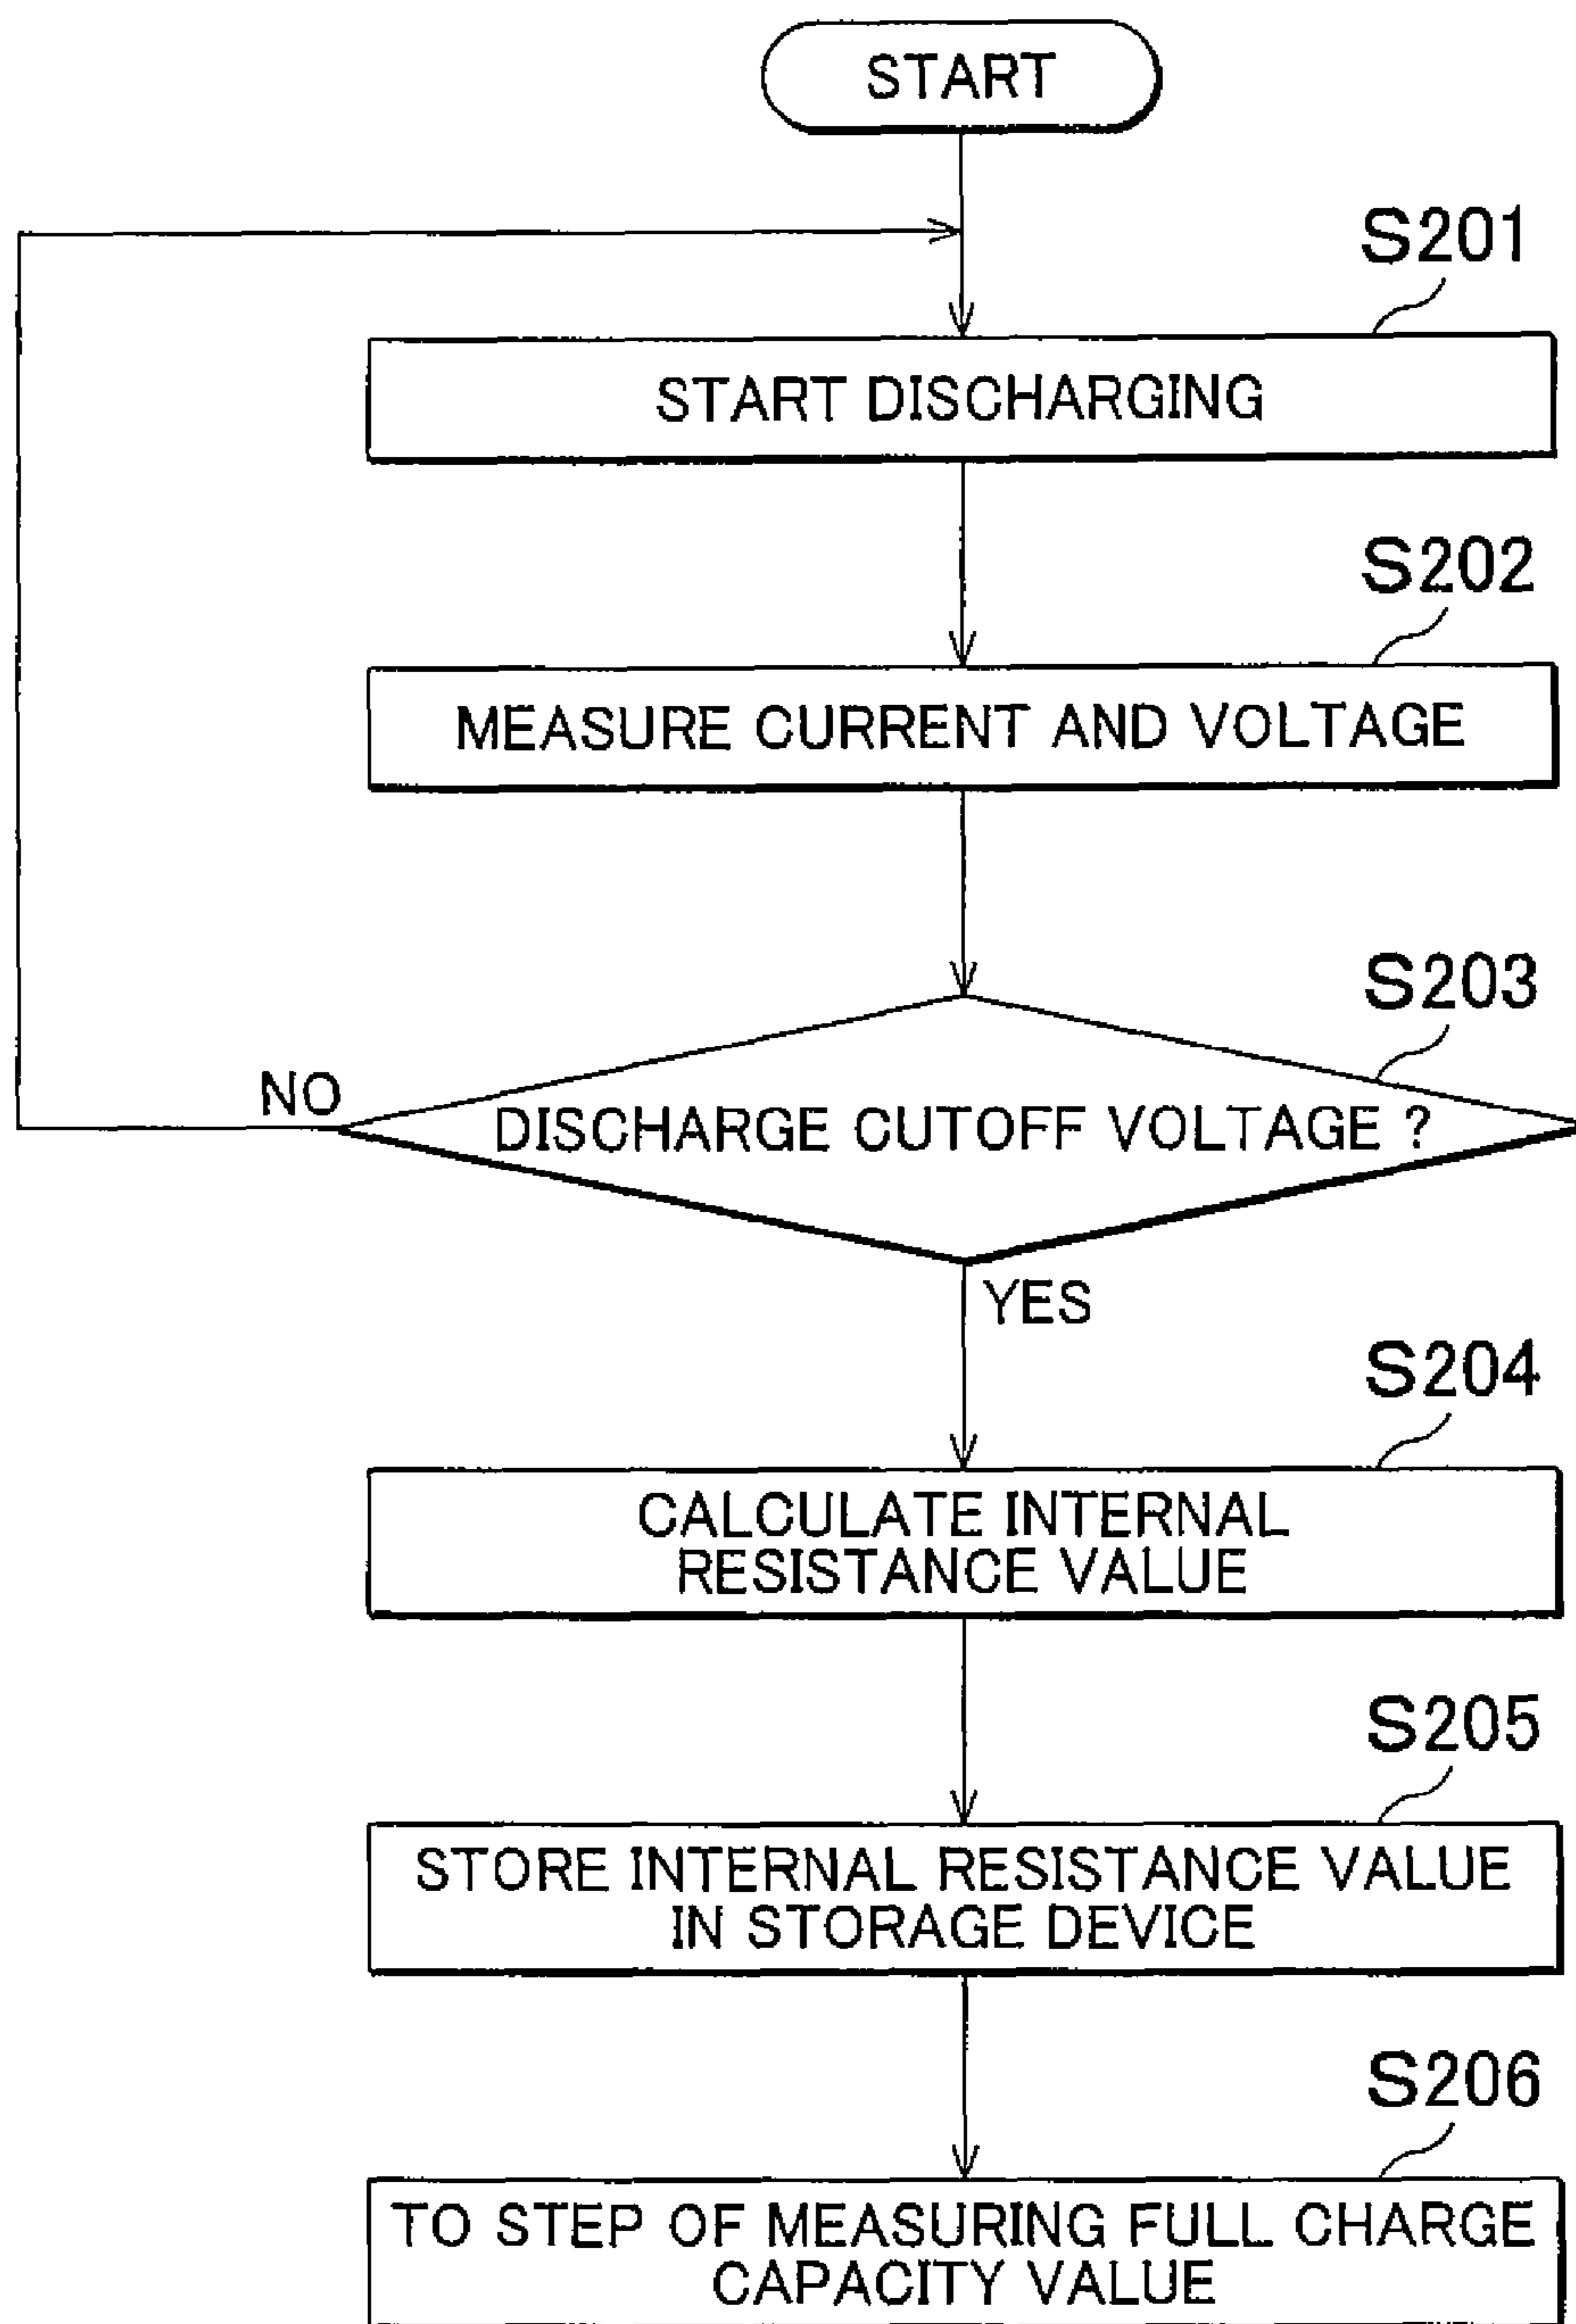 START
S201
START DISCHARGING
S202
MEASURE CURRENT AND VOLTAGE
S203
NO
DISCHARGE CUTOFF VOLTAGE ?
YES
S204
CALCULATE INTERNAL
RESISTANCE VALUE
S205
STORE INTERNAL RESISTANCE VALUE
IN STORAGE DEVICE
S206
TO STEP OF MEASURING FULL CHARGE
CAPACITY VALUE